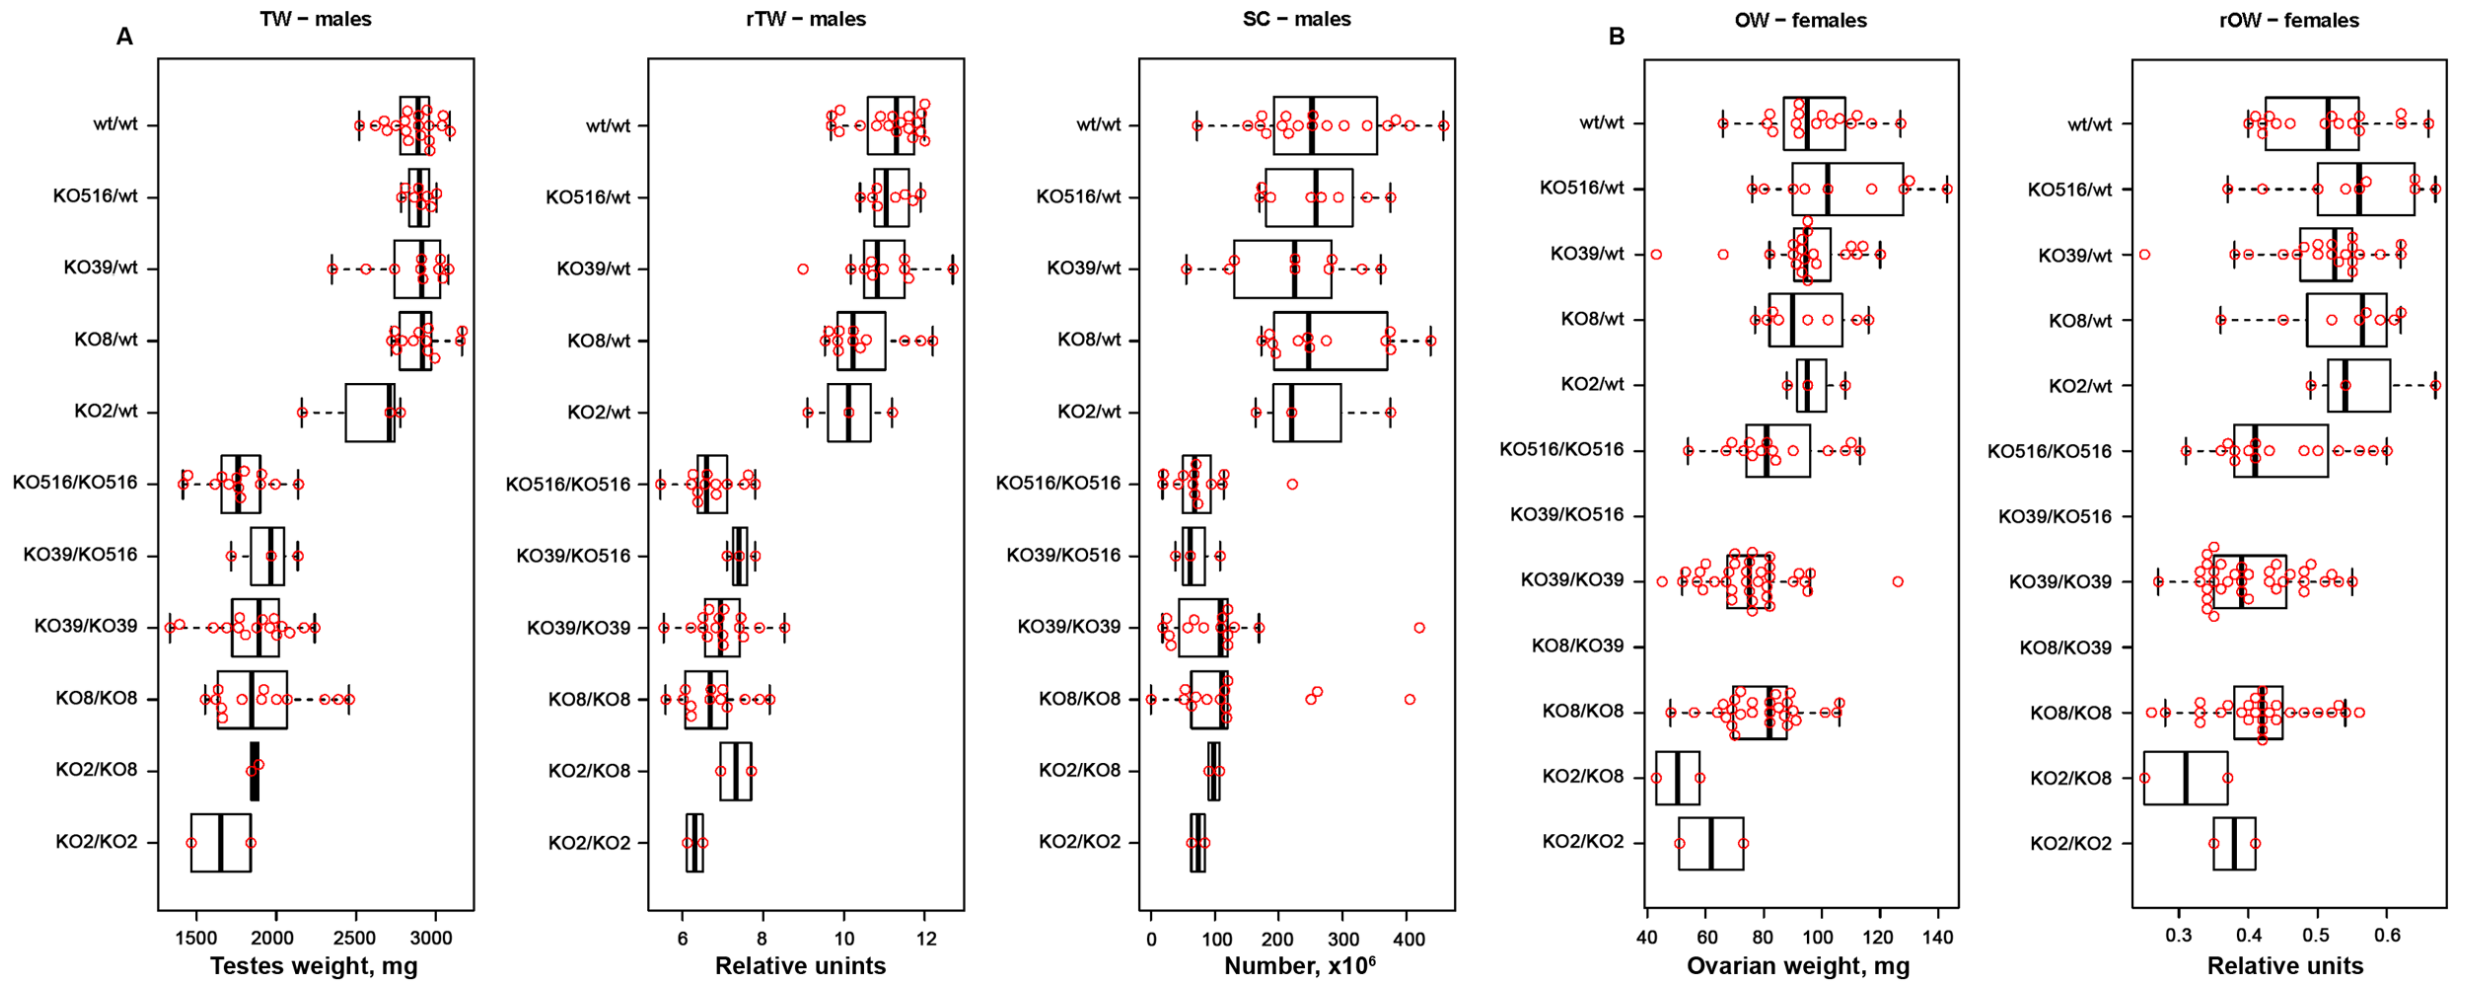 A
TW − males
wt/wt
KO516/wt
KO39/wt
KO8/wt
KO2/wt
KO516/KO516
KO39/KO516
KO39/KO39
KO8/KO8
KO2/KO8
KO2/KO2
1500 2000 2500 3000
Testes weight, mg
rTW − males
wt/wt
KO516/wt
KO39/wt
KO8/wt
KO2/wt
KO516/KO516
KO39/KO516
KO39/KO39
KO8/KO8
KO2/KO8
KO2/KO2
6 8 10 12
Relative unints
SC − males
wt/wt
KO516/wt
KO39/wt
KO8/wt
KO2/wt
KO516/KO516
KO39/KO516
KO39/KO39
KO8/KO8
KO2/KO8
KO2/KO2
0 100 200 300 400
Number, x10⁶
B
OW − females
wt/wt
KO516/wt
KO39/wt
KO8/wt
KO2/wt
KO516/KO516
KO39/KO516
KO39/KO39
KO8/KO39
KO8/KO8
KO2/KO8
KO2/KO2
40 60 80 100 120 140
Ovarian weight, mg
rOW − females
wt/wt
KO516/wt
KO39/wt
KO8/wt
KO2/wt
KO516/KO516
KO39/KO516
KO39/KO39
KO8/KO39
KO8/KO8
KO2/KO8
KO2/KO2
0.3 0.4 0.5 0.6
Relative units